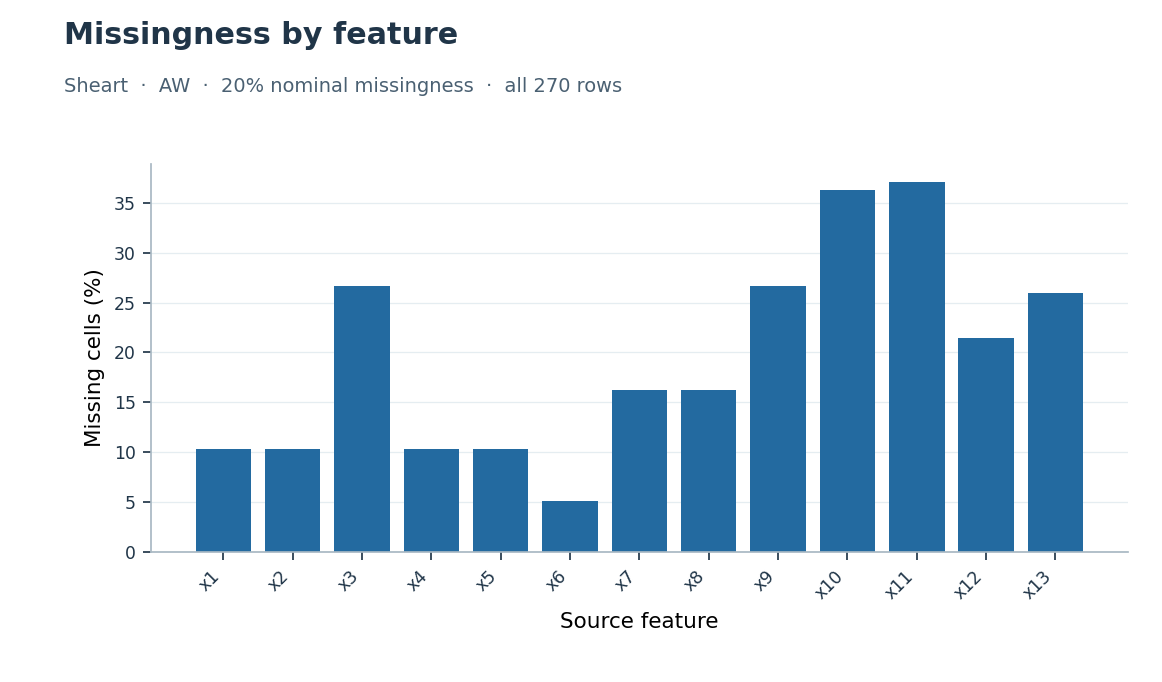 Missingness by feature
Sheart · AW · 20% nominal missingness · all 270 rows
Missing cells (%)
35
30
25
20
15
10
5
0
x1 x2 x3 x4 x5 x6 x7 x8 x9 x10 x11 x12 x13
Source feature